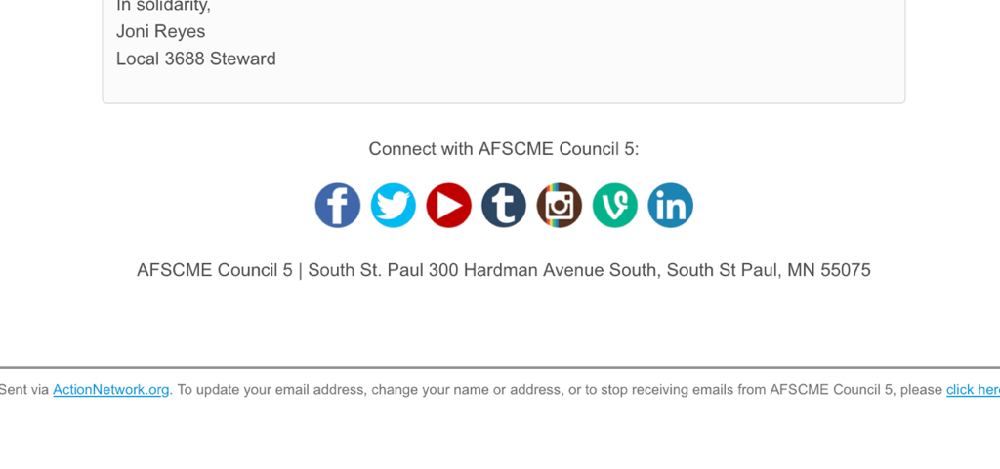 In solidarity,
Joni Reyes
Local 3688 Steward
Connect with AFSCME Council 5:
AFSCME Council 5 | South St. Paul 300 Hardman Avenue South, South St Paul, MN 55075
Sent via ActionNetwork.org. To update your email address, change your name or address, or to stop receiving emails from AFSCME Council 5, please click here